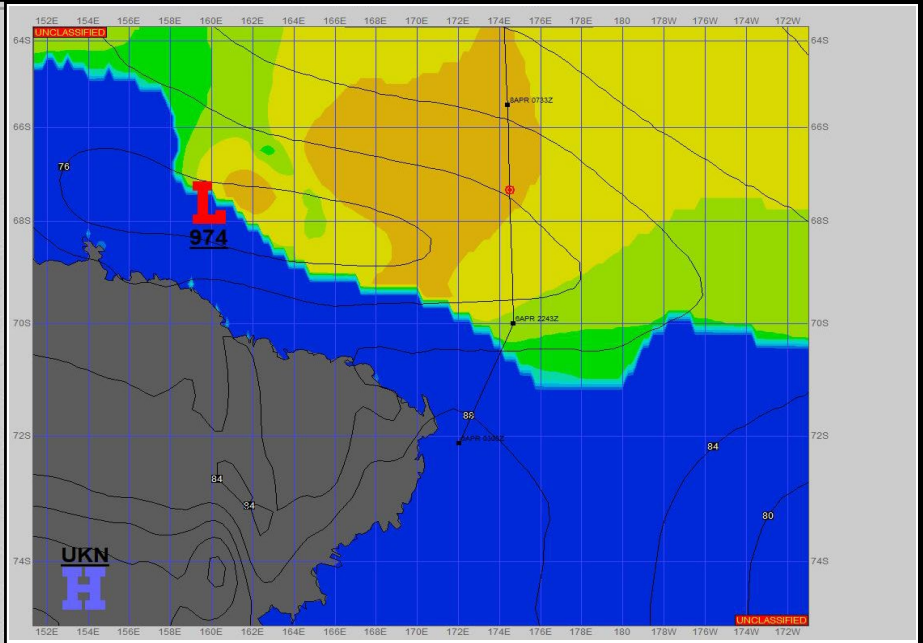 152E 154E 156E 158E 160E 162E 164E 166E 168E 170E 172E 174E 176E 178E 180 178W 176W 174W 172W
UNCLASSIFIED
64S 64S
8APR 0733Z
66S 66S
76
68S 68S
L
974
70S 6APR 2243Z 70S
88
72S 72S
84
84
84
80
UKN
H
74S 74S
UNCLASSIFIED
152E 154E 156E 158E 160E 162E 164E 166E 168E 170E 172E 174E 176E 178E 180 178W 176W 174W 172W